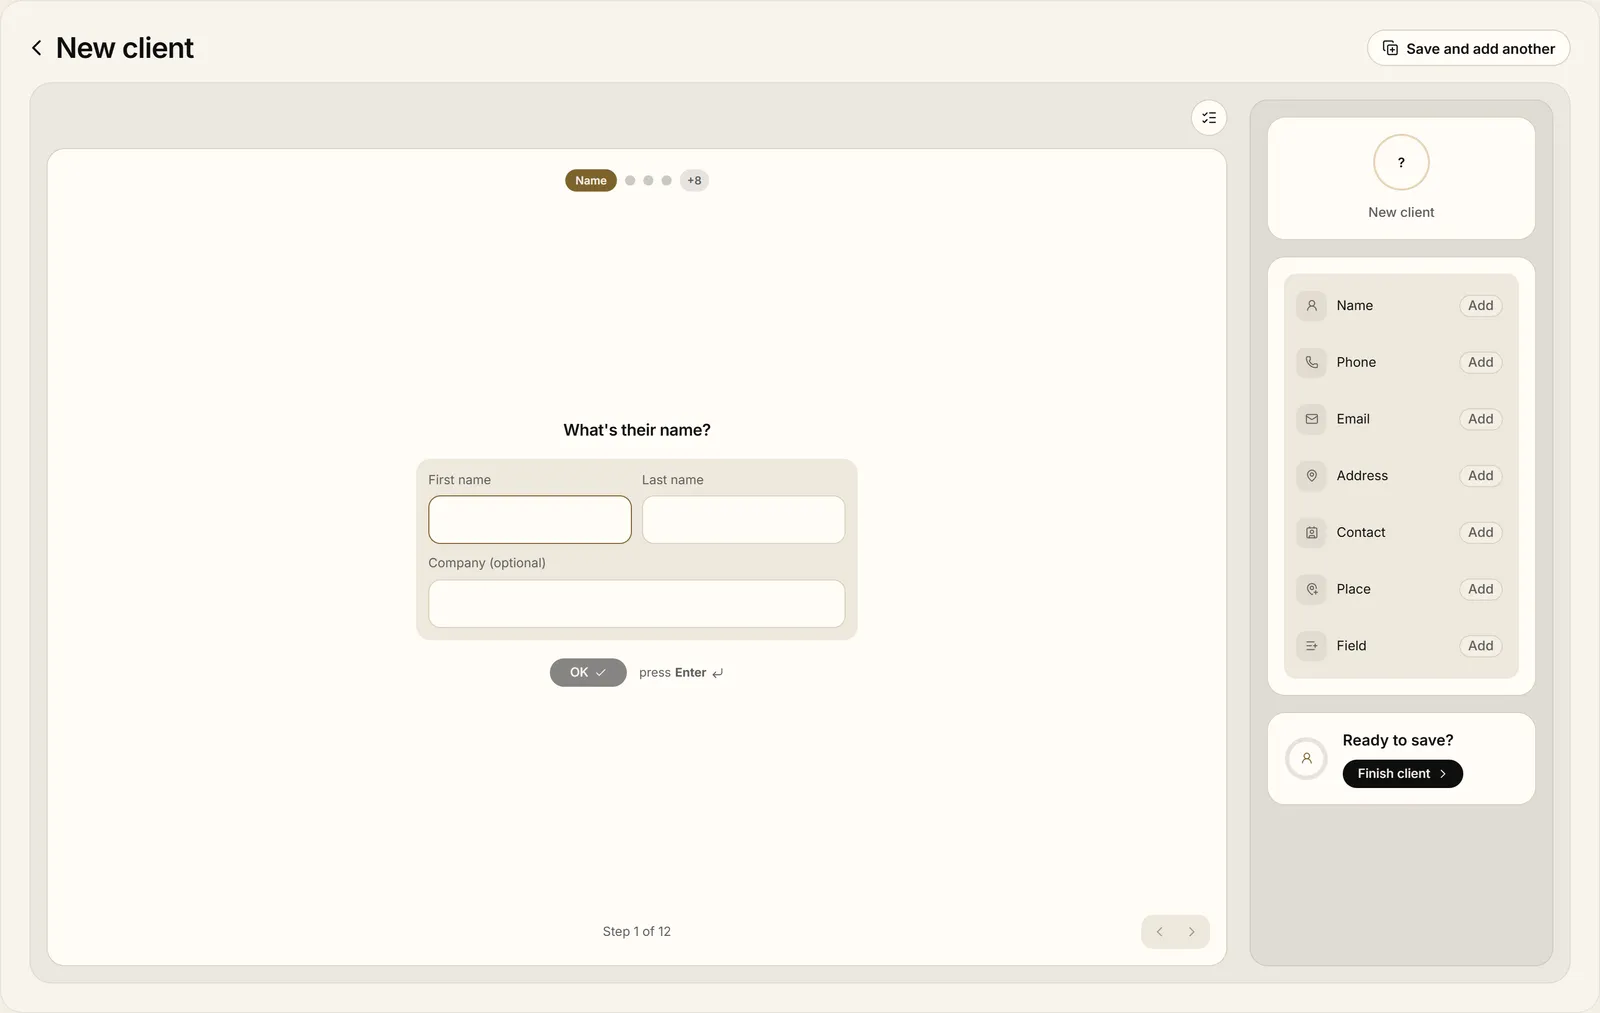 New client
Save and add another
Name
+8
What's their name?
First name
Last name
Company (optional)
OK
press Enter
Step 1 of 12
?
New client
Name Add
Phone Add
Email Add
Address Add
Contact Add
Place Add
Field Add
Ready to save?
Finish client